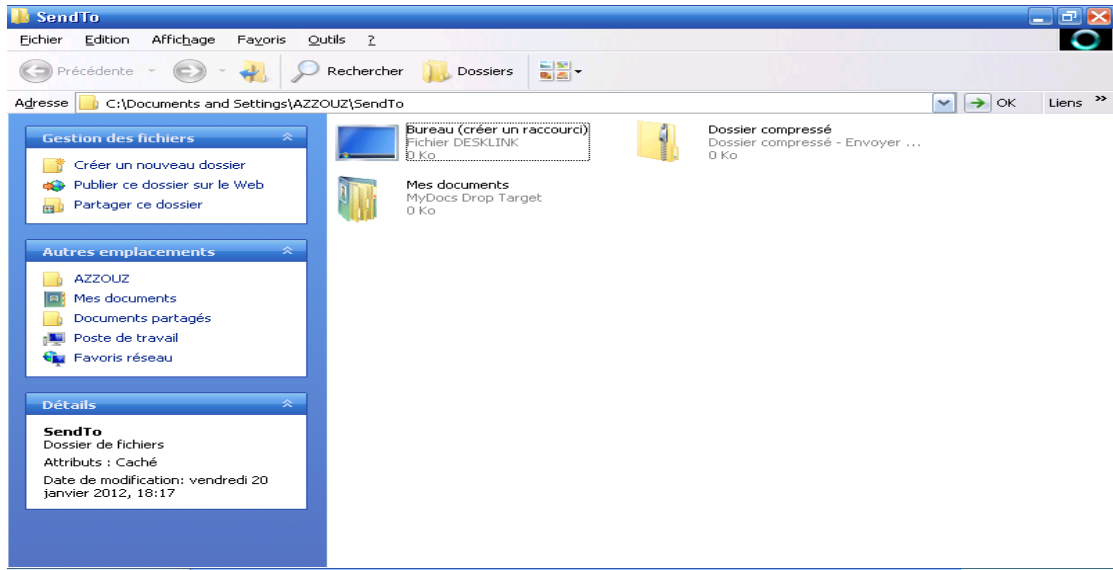 SendTo
Fichier Edition Affichage Favoris Outils ?
Précédente Rechercher Dossiers
Adresse C:\Documents and Settings\AZZOUZ\SendTo OK Liens »
Gestion des fichiers
Créer un nouveau dossier
Publier ce dossier sur le Web
Partager ce dossier
Autres emplacements
AZZOUZ
Mes documents
Documents partagés
Poste de travail
Favoris réseau
Détails
SendTo
Dossier de fichiers
Attributs : Caché
Date de modification: vendredi 20
janvier 2012, 18:17
Bureau (créer un raccourci)
Fichier DESKLINK
0 Ko
Dossier compressé
Dossier compressé - Envoyer ...
0 Ko
Mes documents
MyDocs Drop Target
0 Ko